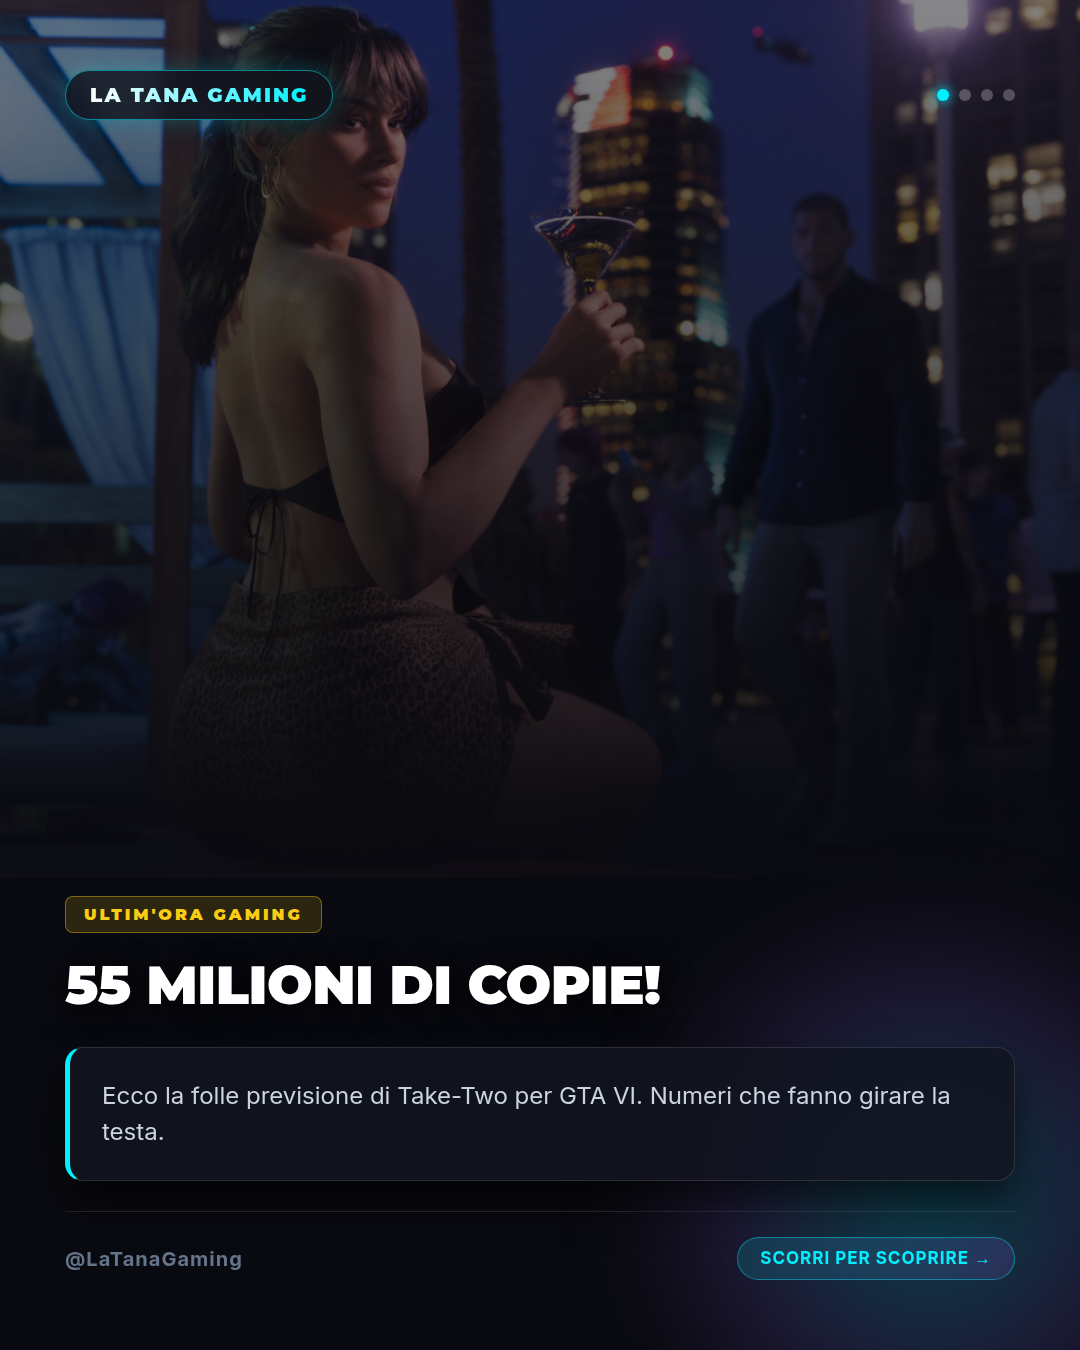 LA TANA GAMING
ULTIM'ORA GAMING
55 MILIONI DI COPIE!
Ecco la folle previsione di Take-Two per GTA VI. Numeri che fanno girare la
testa.
@LaTanaGaming
SCORRI PER SCOPRIRE →